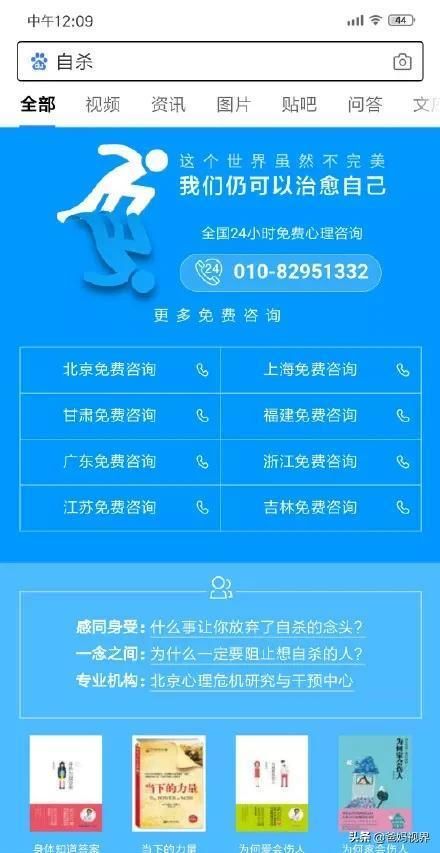 中午12:09
44
自杀
全部 视频 资讯 图片 贴吧 问答 文
这个世界虽然不完美
我们仍可以治愈自己
全国24小时免费心理咨询
24 010-82951332
更多免费咨询
北京免费咨询 上海免费咨询
甘肃免费咨询 福建免费咨询
广东免费咨询 浙江免费咨询
江苏免费咨询 吉林免费咨询
感同身受: 什么事让你放弃了自杀的念头?
一念之间: 为什么一定要阻止想自杀的人?
专业机构: 北京心理危机研究与干预中心
当下的力量
为何家会伤人
身体知道答案 当下的力量 为何爱会伤人 为何家会伤人
头条 @爸妈视界